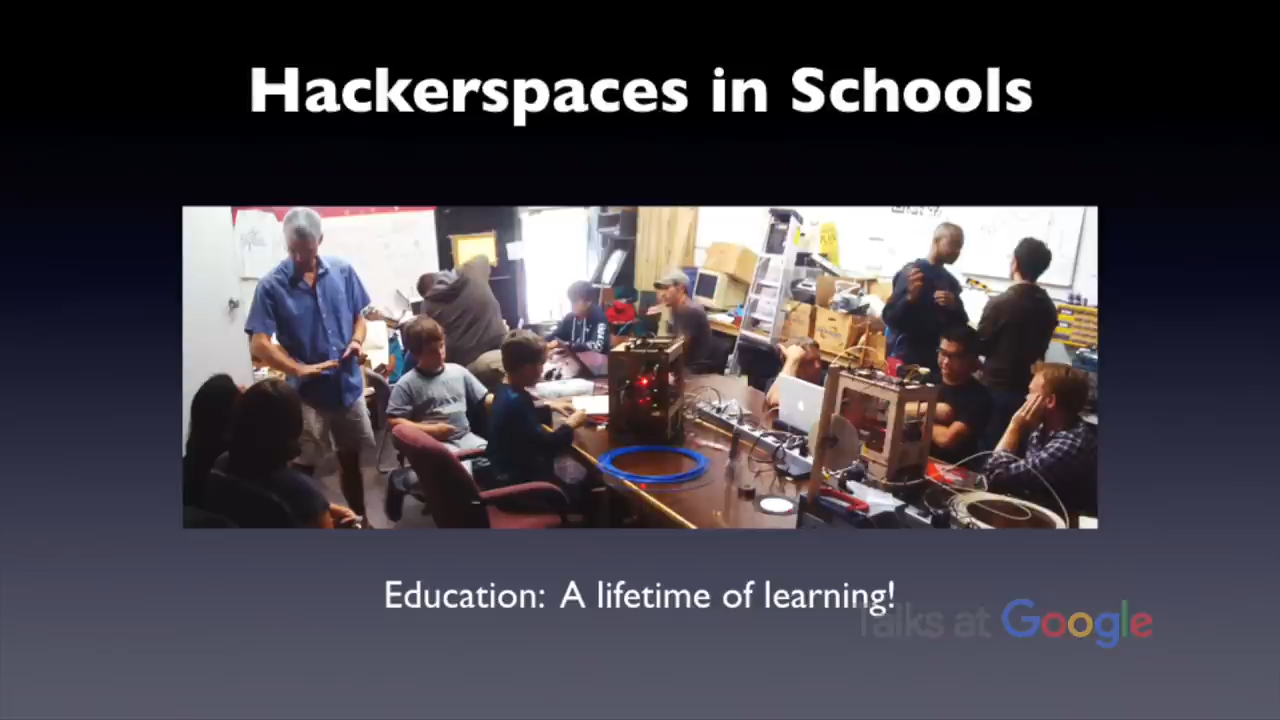 Hackerspaces in Schools
Education: A lifetime of learning!
Talks at Google